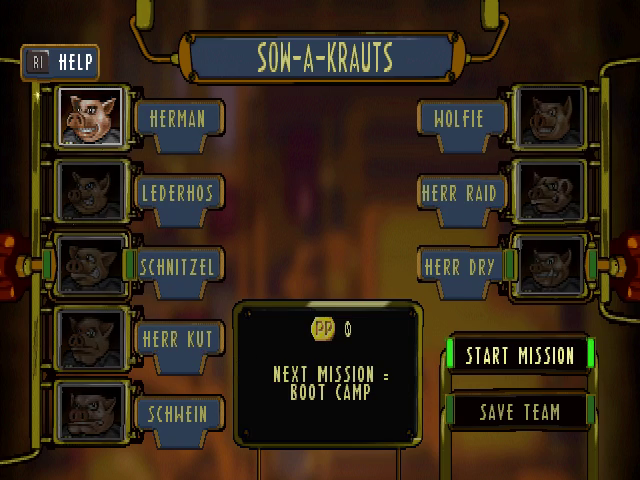 SOW-A-KRAUTS
R1 HELP
HERMAN
LEDERHOS
SCHNITZEL
HERR KUT
SCHWEIN
WOLFIE
HERR RAID
HERR DRY
PP 0
NEXT MISSION =
BOOT CAMP
START MISSION
SAVE TEAM